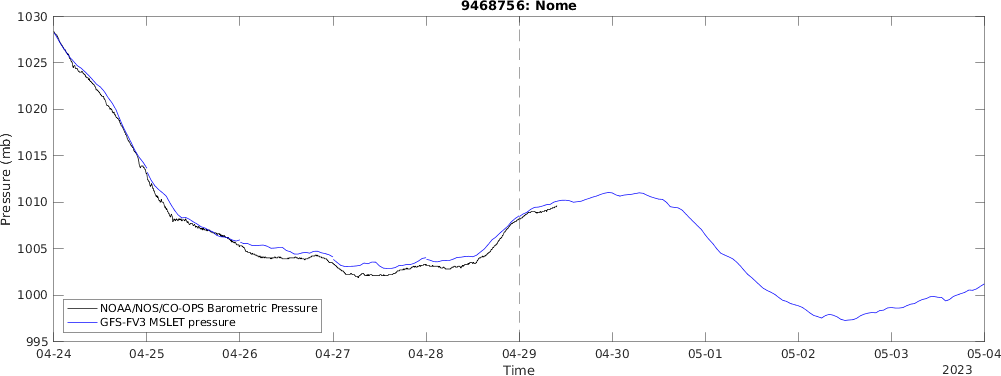 9468756: Nome
Pressure (mb)
1030
1025
1020
1015
1010
1005
1000
995
NOAA/NOS/CO-OPS Barometric Pressure
GFS-FV3 MSLET pressure
04-24 04-25 04-26 04-27 04-28 04-29 04-30 05-01 05-02 05-03 05-04
Time
2023